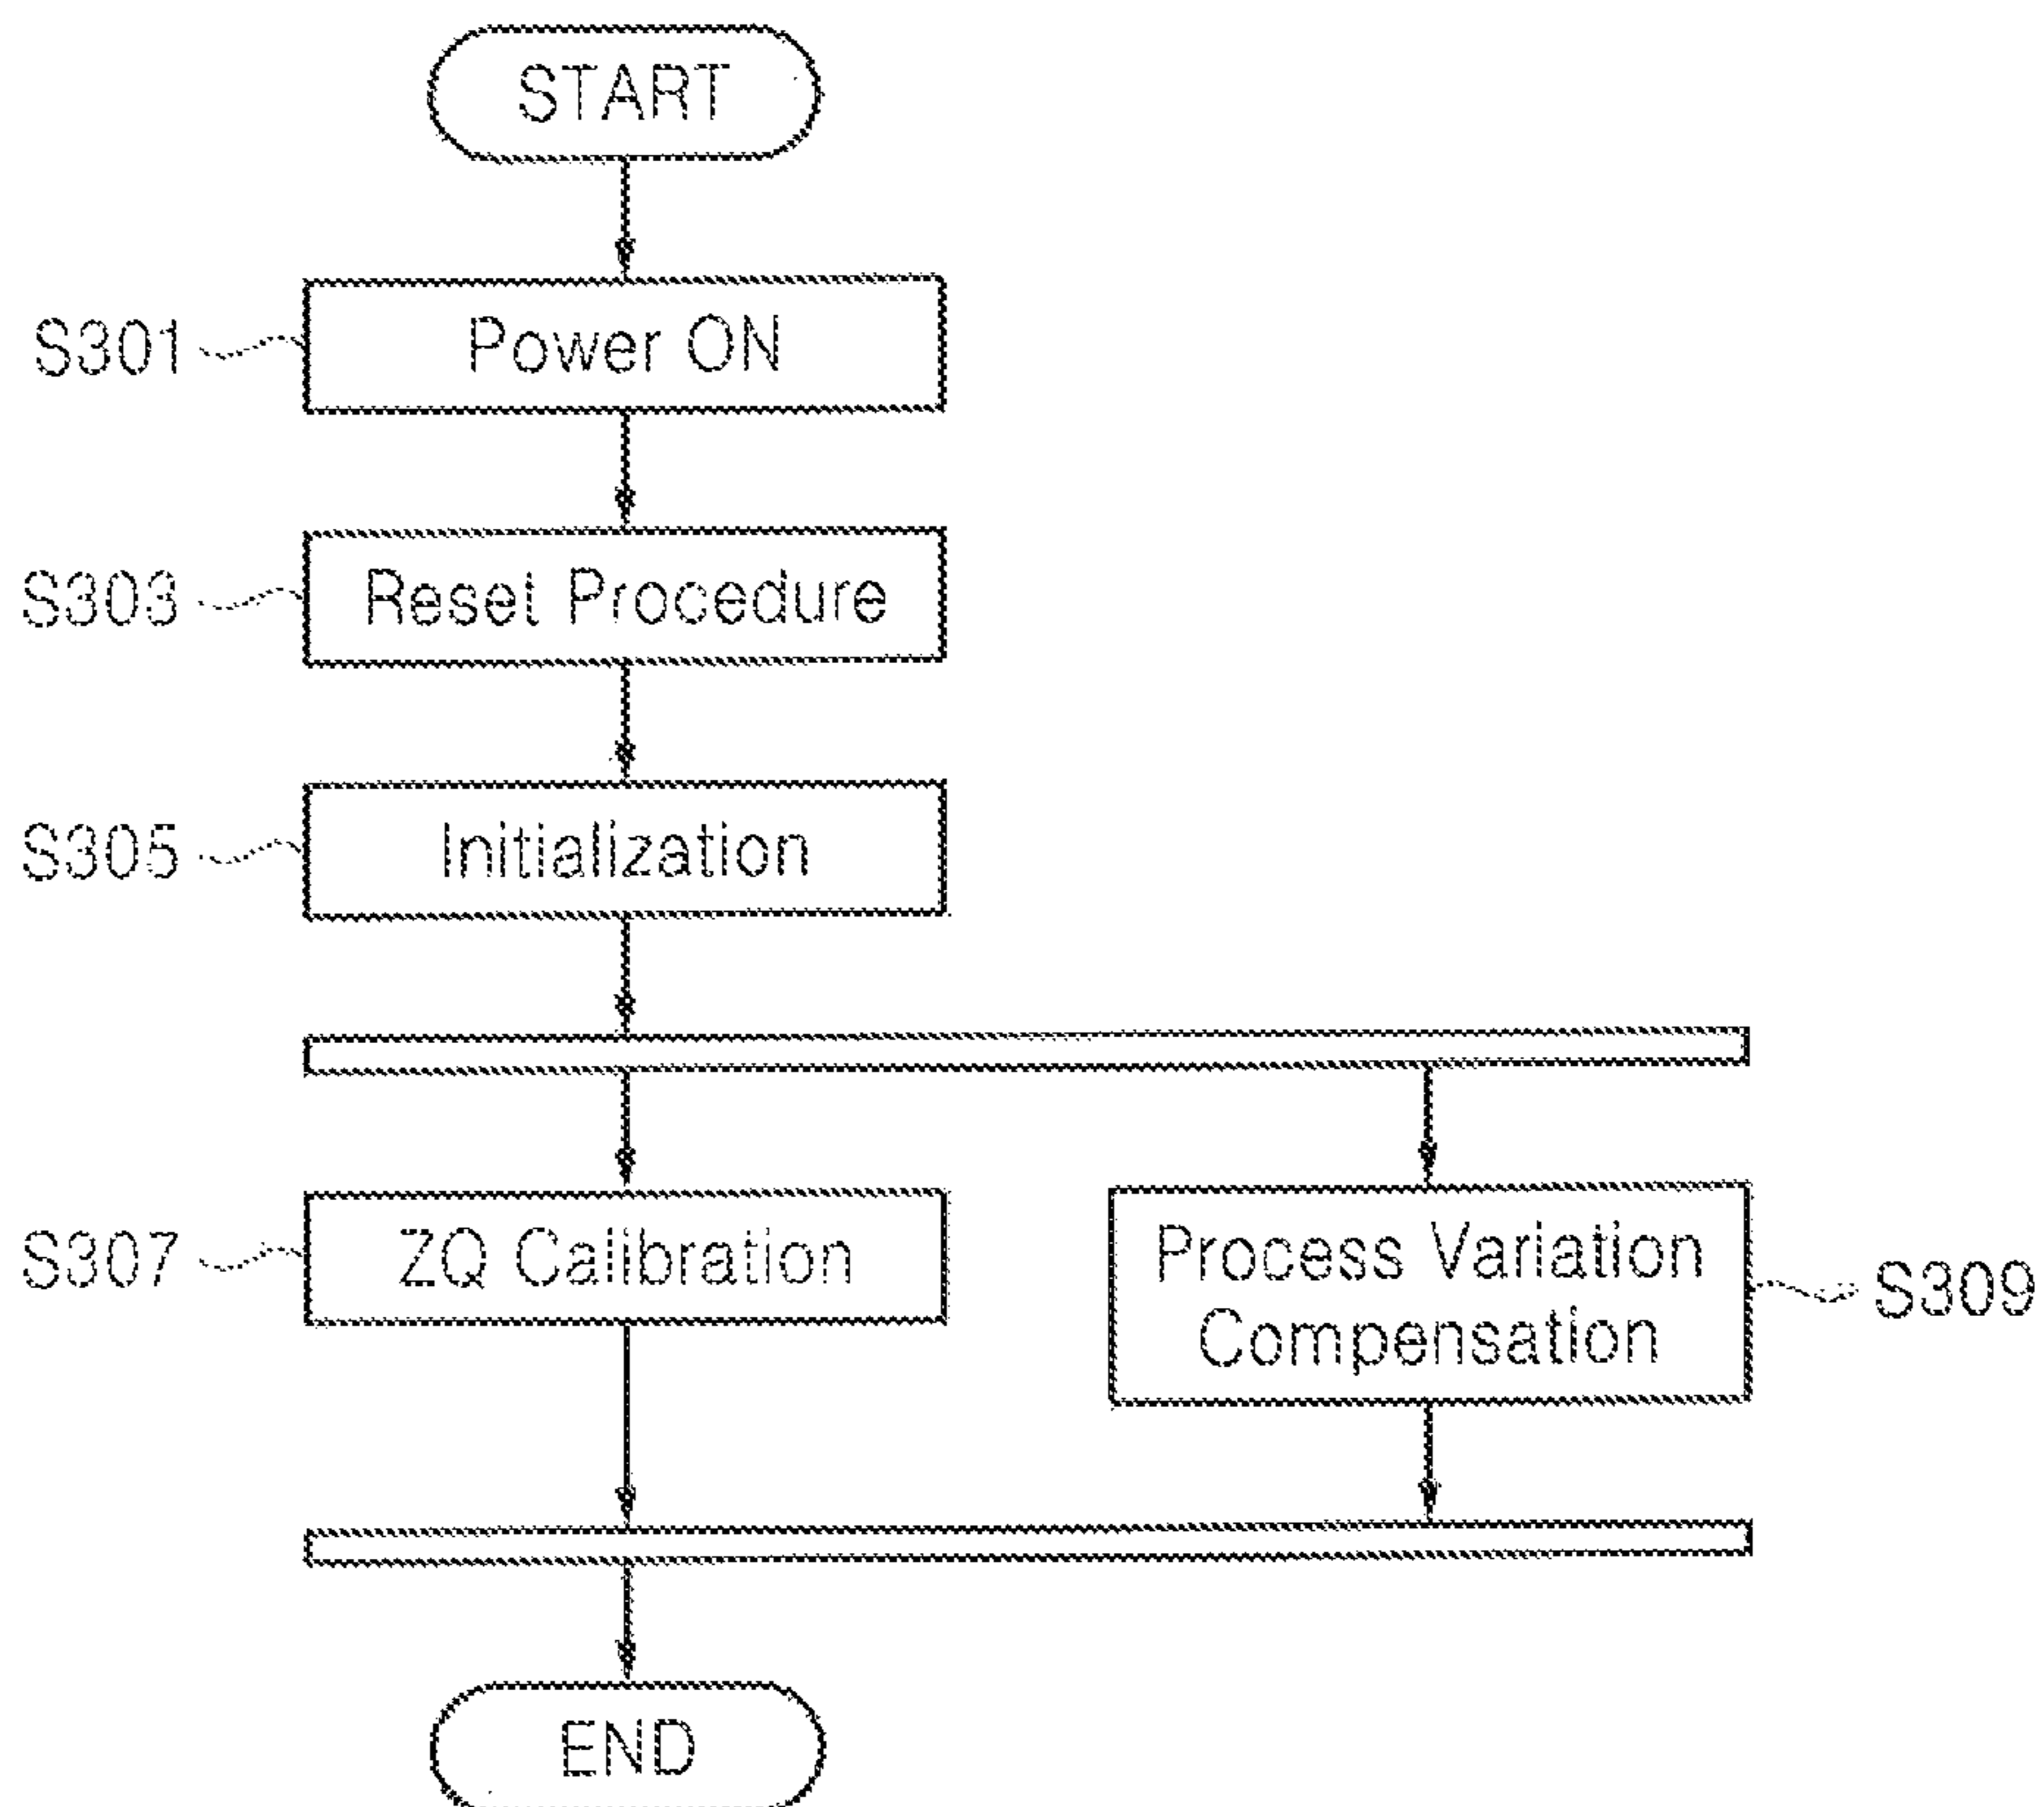 START
S301
Power ON
S303
Reset Procedure
S305
Initialization
S307
ZQ Calibration
Process Variation
Compensation
S309
END